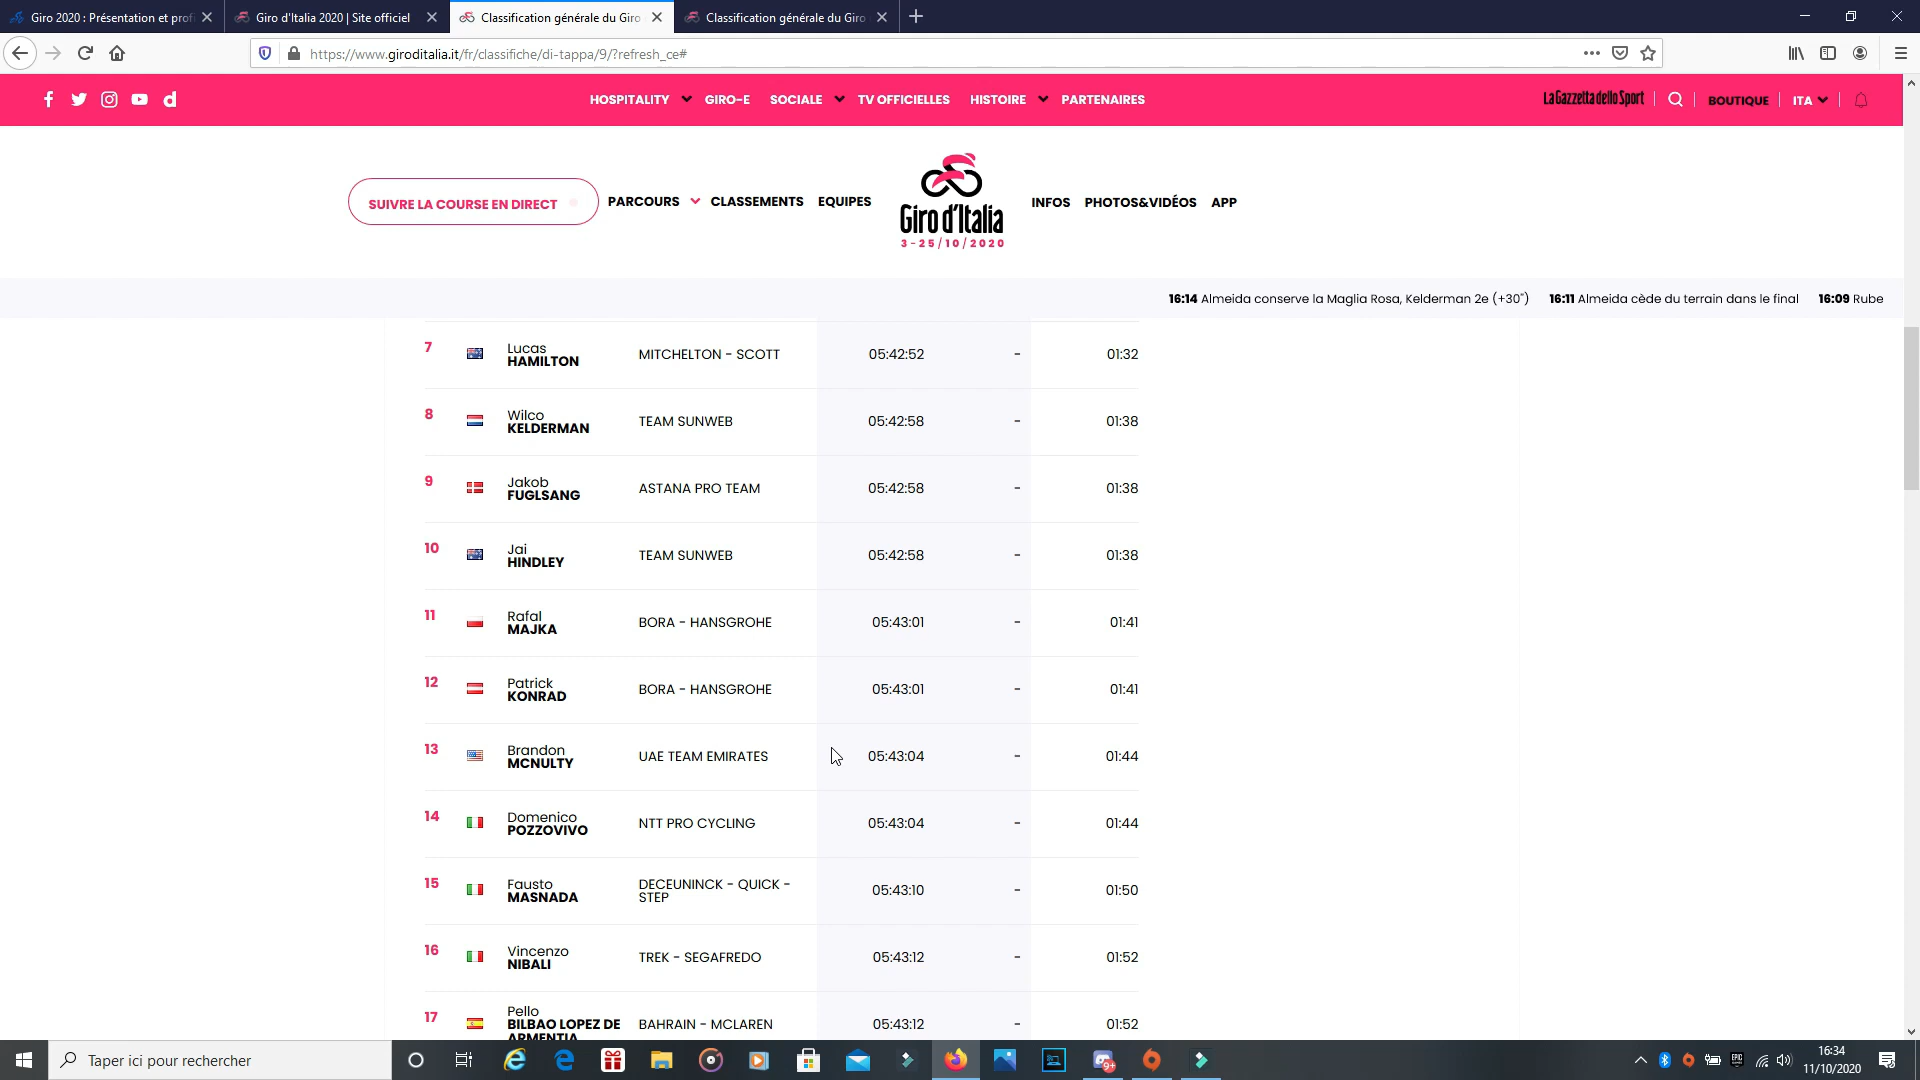 Giro 2020 : Présentation et prof
Giro d'Italia 2020 | Site officiel
Classification générale du Giro
Classification générale du Giro
https://www.giroditalia.it/fr/classifiche/di-tappa/9/?refresh_ce#
HOSPITALITY GIRO-E SOCIALE TV OFFICIELLES HISTOIRE PARTENAIRES
La Gazzetta dello Sport BOUTIQUE ITA
SUIVRE LA COURSE EN DIRECT PARCOURS CLASSEMENTS EQUIPES
Giro d'Italia
3-25/10/2020
INFOS PHOTOS&VIDÉOS APP
16:14 Almeida conserve la Maglia Rosa, Kelderman 2e (+30") 16:11 Almeida cède du terrain dans le final 16:09 Rube
7 Lucas HAMILTON MITCHELTON - SCOTT 05:42:52 - 01:32
8 Wilco KELDERMAN TEAM SUNWEB 05:42:58 - 01:38
9 Jakob FUGLSANG ASTANA PRO TEAM 05:42:58 - 01:38
10 Jai HINDLEY TEAM SUNWEB 05:42:58 - 01:38
11 Rafal MAJKA BORA - HANSGROHE 05:43:01 - 01:41
12 Patrick KONRAD BORA - HANSGROHE 05:43:01 - 01:41
13 Brandon MCNULTY UAE TEAM EMIRATES 05:43:04 - 01:44
14 Domenico POZZOVIVO NTT PRO CYCLING 05:43:04 - 01:44
15 Fausto MASNADA DECEUNINCK - QUICK - STEP 05:43:10 - 01:50
16 Vincenzo NIBALI TREK - SEGAFREDO 05:43:12 - 01:52
17 Pello BILBAO LOPEZ DE ARMENTIA BAHRAIN - MCLAREN 05:43:12 - 01:52
Taper ici pour rechercher
9+
EPIC
16:34
11/10/2020